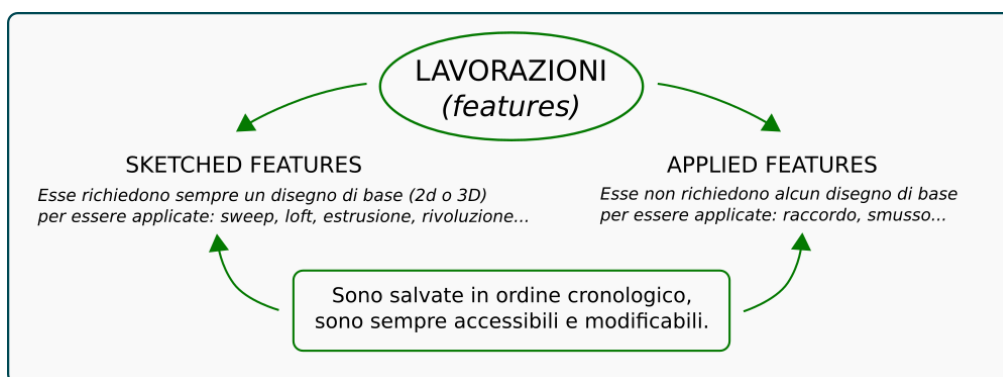 LAVORAZIONI
(features)
SKETCHED FEATURES
Esse richiedono sempre un disegno di base (2d o 3D)
per essere applicate: sweep, loft, estrusione, rivoluzione...
APPLIED FEATURES
Esse non richiedono alcun disegno di base
per essere applicate: raccordo, smusso...
Sono salvate in ordine cronologico,
sono sempre accessibili e modificabili.